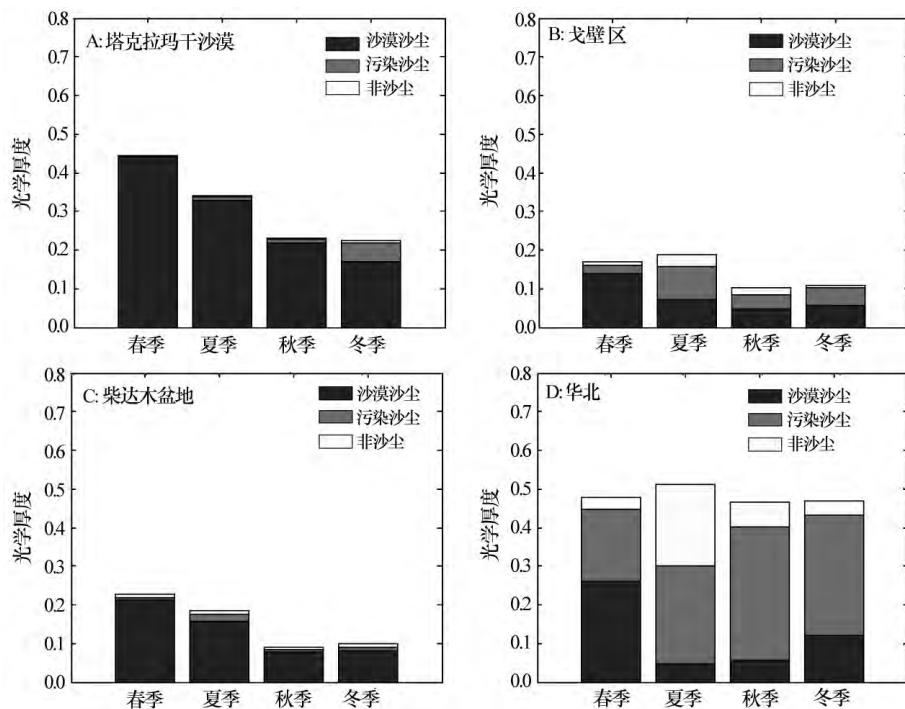 A: 塔克拉玛干沙漠
沙漠沙尘
污染沙尘
非沙尘
光学厚度
0.8
0.7
0.6
0.5
0.4
0.3
0.2
0.1
0.0
春季 夏季 秋季 冬季
B: 戈壁区
沙漠沙尘
污染沙尘
非沙尘
光学厚度
0.8
0.7
0.6
0.5
0.4
0.3
0.2
0.1
0.0
春季 夏季 秋季 冬季
C: 柴达木盆地
沙漠沙尘
污染沙尘
非沙尘
光学厚度
0.8
0.7
0.6
0.5
0.4
0.3
0.2
0.1
0.0
春季 夏季 秋季 冬季
D: 华北
沙漠沙尘
污染沙尘
非沙尘
光学厚度
0.8
0.7
0.6
0.5
0.4
0.3
0.2
0.1
0.0
春季 夏季 秋季 冬季